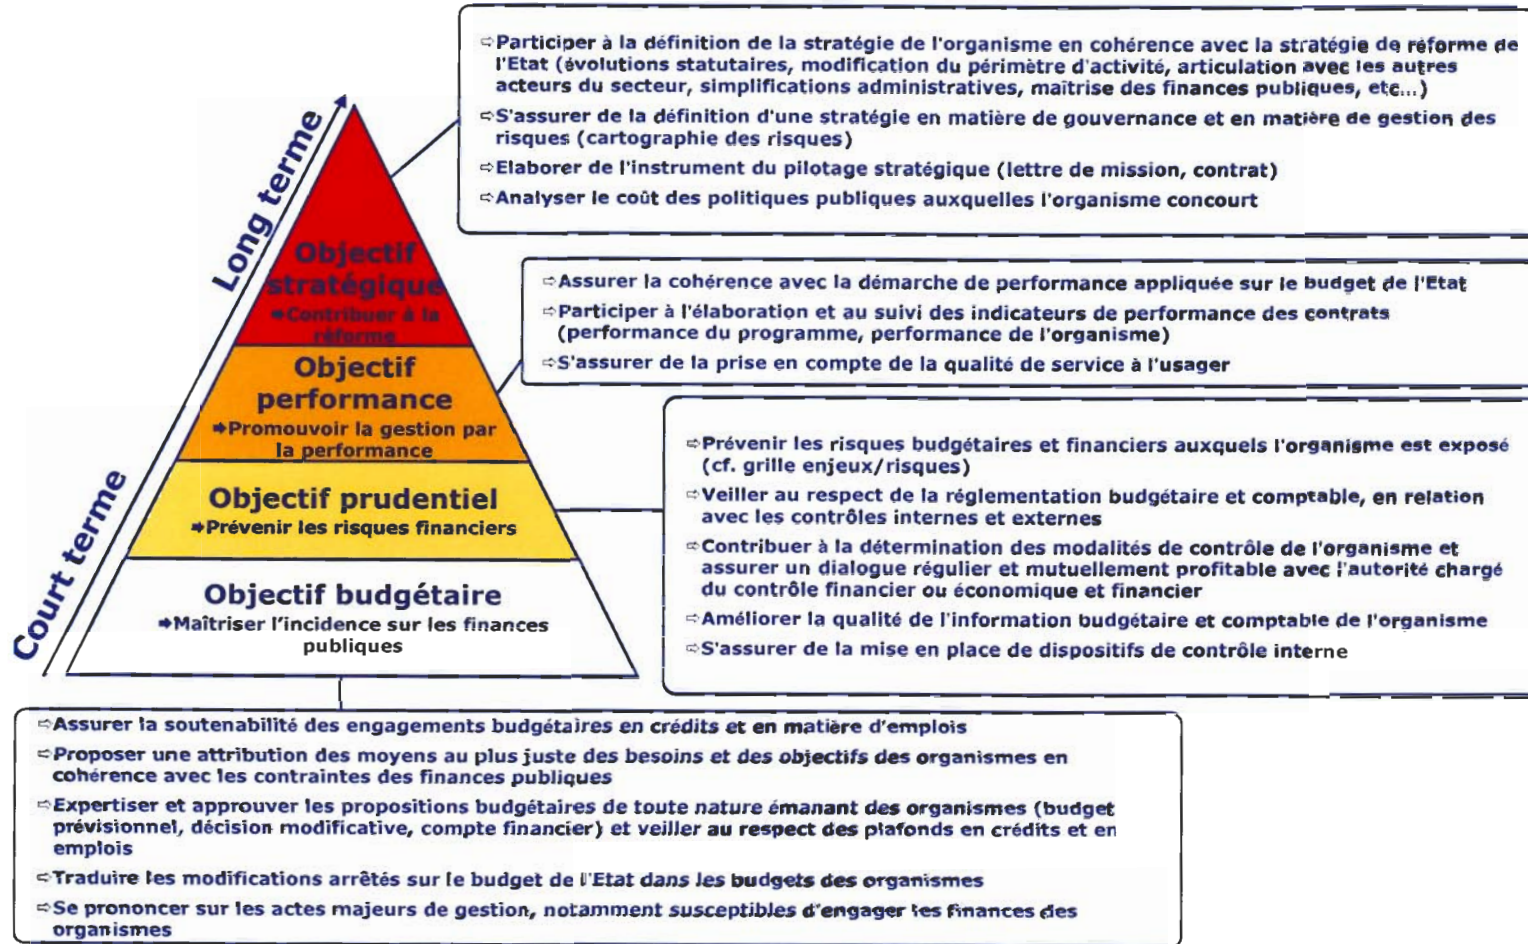 ⇨Participer à la définition de la stratégie de l'organisme en cohérence avec la stratégie de réforme de
l'Etat (évolutions statutaires, modification du périmètre d'activité, articulation avec les autres
acteurs du secteur, simplifications administratives, maîtrise des finances publiques, etc...)
⇨S'assurer de la définition d'une stratégie en matière de gouvernance et en matière de gestion des
risques (cartographie des risques)
⇨Elaborer de l'instrument du pilotage stratégique (lettre de mission, contrat)
⇨Analyser le coût des politiques publiques auxquelles l'organisme concourt
Long terme
Objectif
stratégique
➡Contribuer à la
réforme
⇨Assurer la cohérence avec la démarche de performance appliquée sur le budget de l'Etat
⇨Participer à l'élaboration et au suivi des indicateurs de performance des contrats
(performance du programme, performance de l'organisme)
⇨S'assurer de la prise en compte de la qualité de service à l'usager
Objectif
performance
➡Promouvoir la gestion par
la performance
⇨Prévenir les risques budgétaires et financiers auxquels l'organisme est exposé
(cf. grille enjeux/risques)
⇨Veiller au respect de la réglementation budgétaire et comptable, en relation
avec les contrôles internes et externes
⇨Contribuer à la détermination des modalités de contrôle de l'organisme et
assurer un dialogue régulier et mutuellement profitable avec l'autorité chargé
du contrôle financier ou économique et financier
⇨Améliorer la qualité de l'information budgétaire et comptable de l'organisme
⇨S'assurer de la mise en place de dispositifs de contrôle interne
Objectif prudentiel
➡Prévenir les risques financiers
Court terme
Objectif budgétaire
➡Maîtriser l'incidence sur les finances
publiques
⇨Assurer la soutenabilité des engagements budgétaires en crédits et en matière d'emplois
⇨Proposer une attribution des moyens au plus juste des besoins et des objectifs des organismes en
cohérence avec les contraintes des finances publiques
⇨Expertiser et approuver les propositions budgétaires de toute nature émanant des organismes (budget
prévisionnel, décision modificative, compte financier) et veiller au respect des plafonds en crédits et en
emplois
⇨Traduire les modifications arrêtés sur le budget de l'Etat dans les budgets des organismes
⇨Se prononcer sur les actes majeurs de gestion, notamment susceptibles d'engager les finances des
organismes